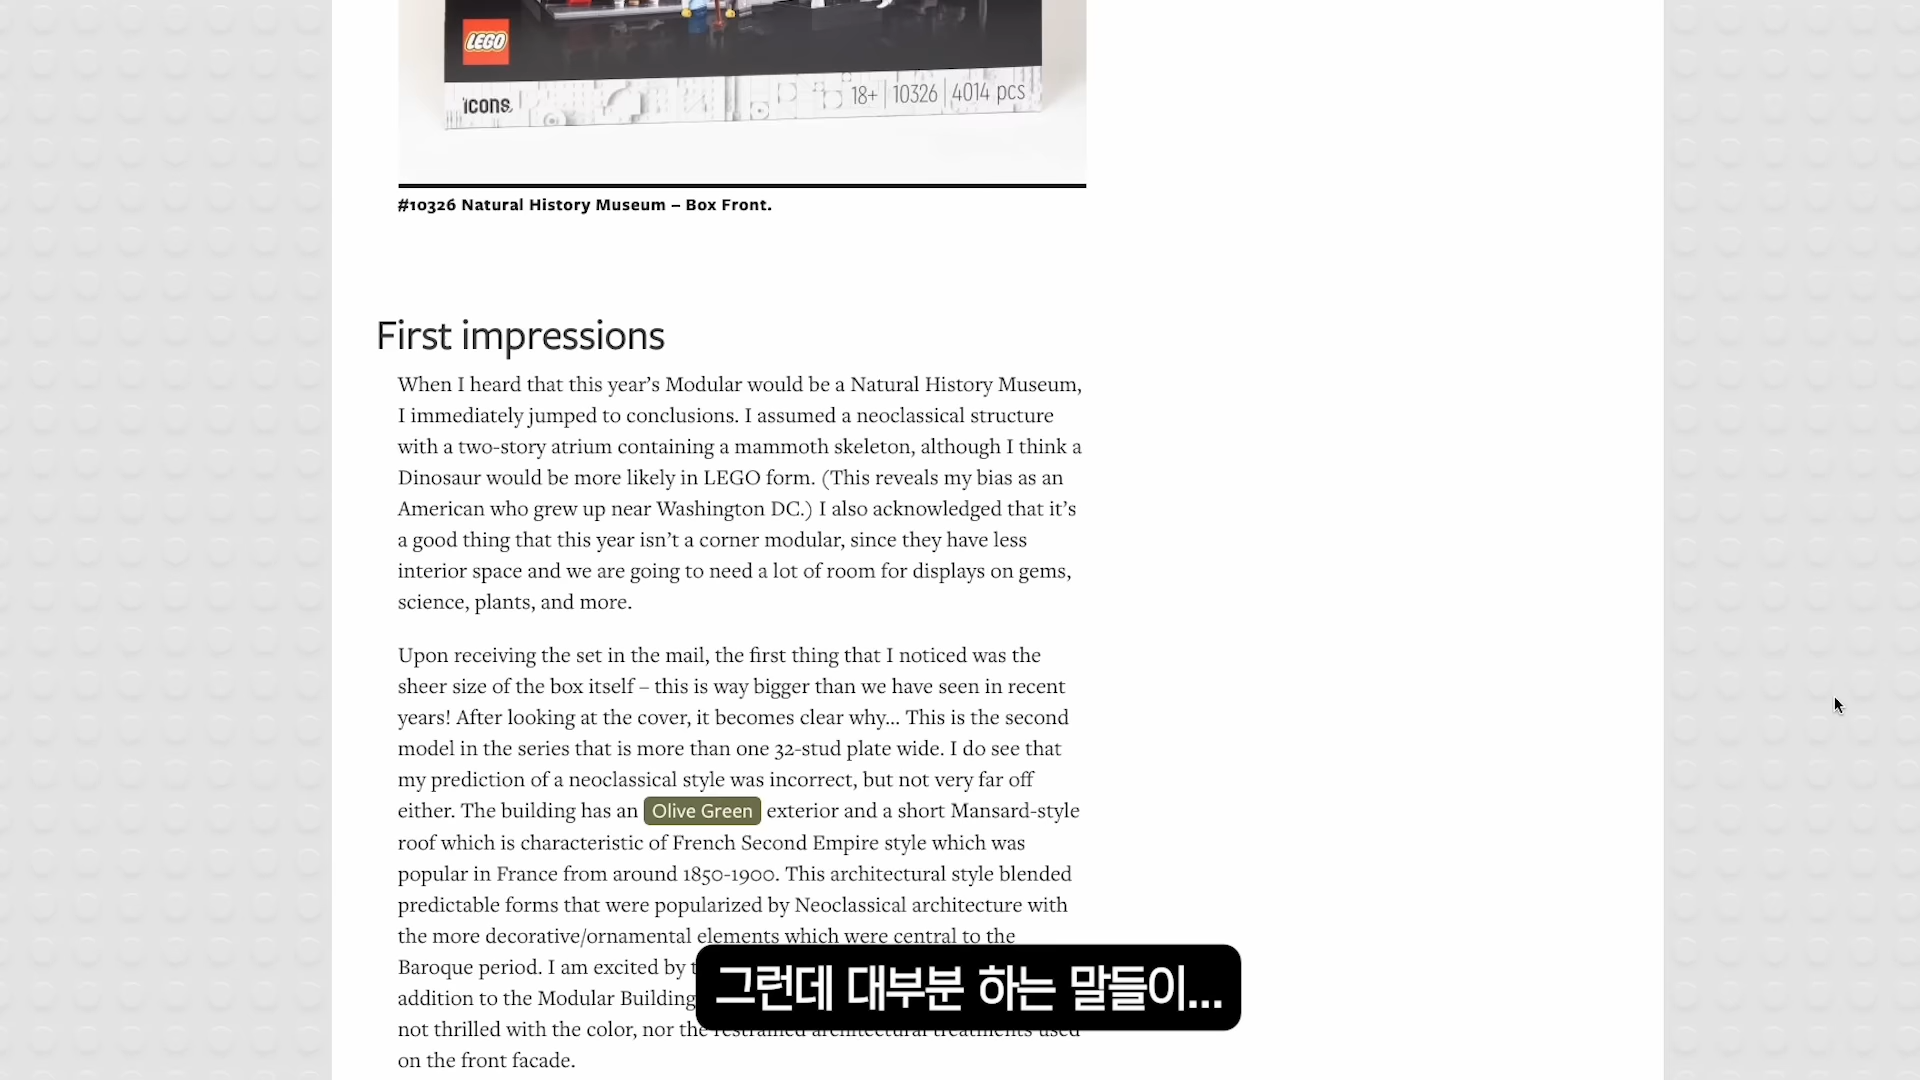 LEGO
icons
18+ | 10326 | 4014 pcs
#10326 Natural History Museum – Box Front.
First impressions
When I heard that this year’s Modular would be a Natural History Museum,
I immediately jumped to conclusions. I assumed a neoclassical structure
with a two-story atrium containing a mammoth skeleton, although I think a
Dinosaur would be more likely in LEGO form. (This reveals my bias as an
American who grew up near Washington DC.) I also acknowledged that it’s
a good thing that this year isn’t a corner modular, since they have less
interior space and we are going to need a lot of room for displays on gems,
science, plants, and more.
Upon receiving the set in the mail, the first thing that I noticed was the
sheer size of the box itself – this is way bigger than we have seen in recent
years! After looking at the cover, it becomes clear why… This is the second
model in the series that is more than one 32-stud plate wide. I do see that
my prediction of a neoclassical style was incorrect, but not very far off
either. The building has an Olive Green exterior and a short Mansard-style
roof which is characteristic of French Second Empire style which was
popular in France from around 1850-1900. This architectural style blended
predictable forms that were popularized by Neoclassical architecture with
the more decorative/ornamental elements which were central to the
Baroque period. I am excited by
addition to the Modular Building
not thrilled with the color, nor the restrained architectural treatments used
on the front facade.
그런데 대부분 하는 말들이...